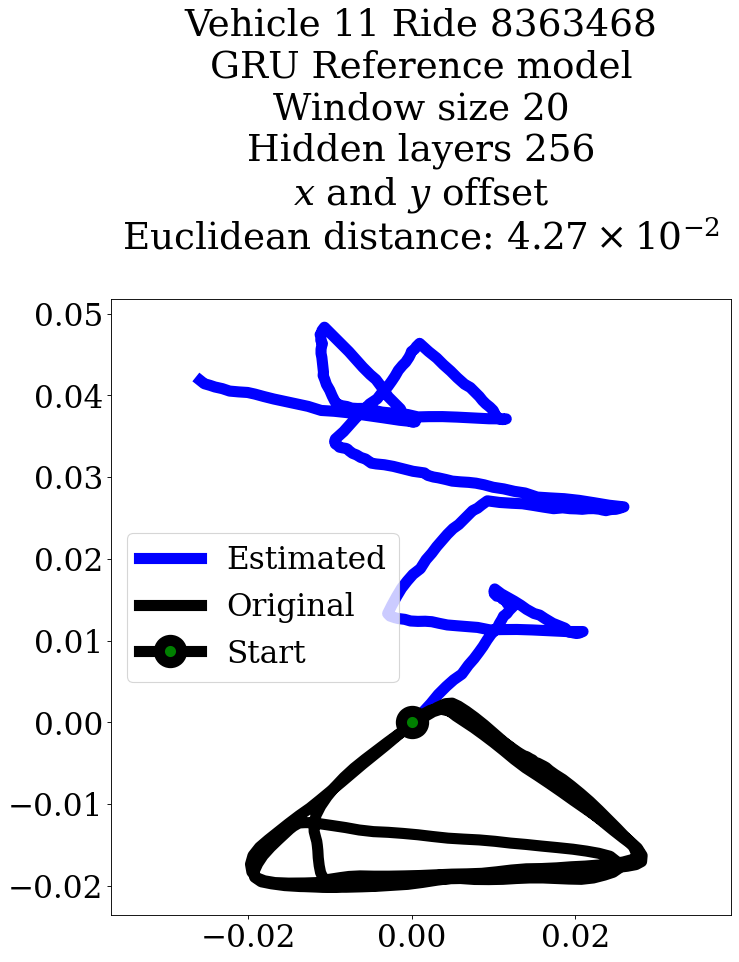 Vehicle 11 Ride 8363468
GRU Reference model
Window size 20
Hidden layers 256
x and y offset
Euclidean distance: 4.27 × 10⁻²
0.05
0.04
0.03
0.02
0.01
0.00
−0.01
−0.02
Estimated
Original
Start
−0.02 0.00 0.02